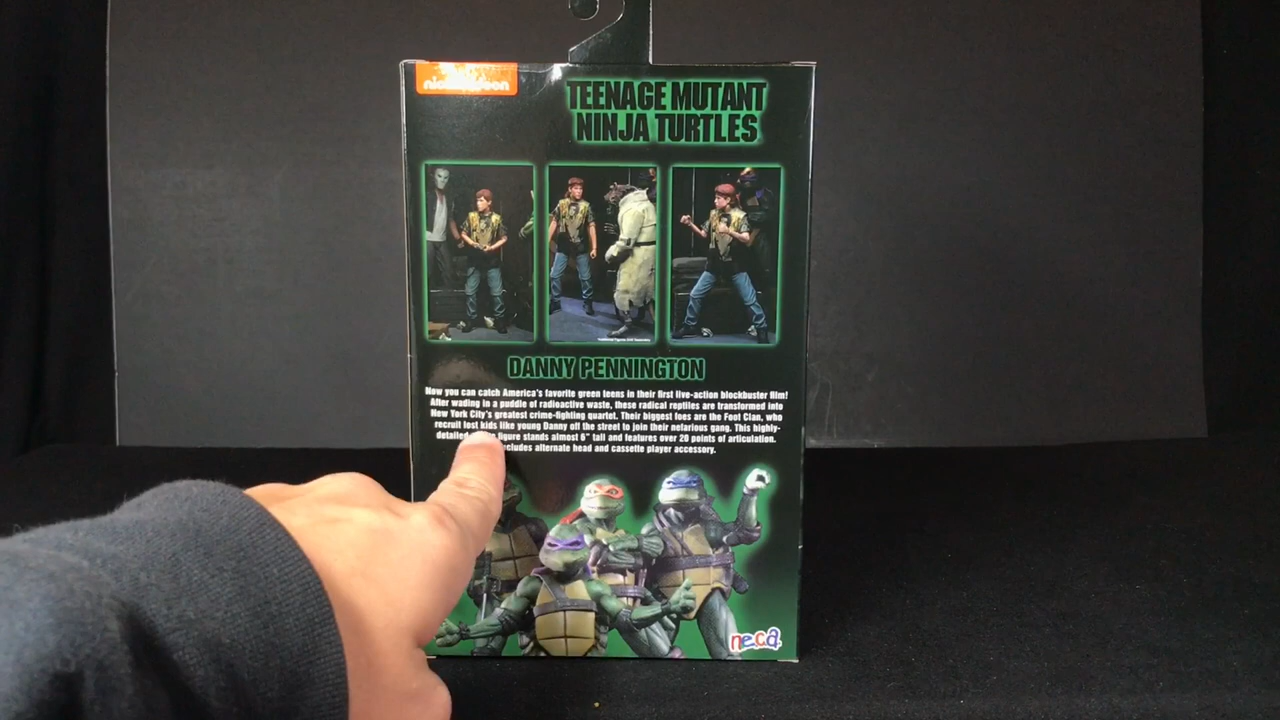 nickelodeon
TEENAGE MUTANT
NINJA TURTLES
DANNY PENNINGTON
Now you can catch America's favorite green teens in their first live-action blockbuster film!
After wading in a puddle of radioactive waste, these radical reptiles are transformed into
New York City's greatest crime-fighting quartet. Their biggest foes are the Foot Clan, who
recruit lost kids like young Danny off the street to join their nefarious gang. This highly-
detailed figure stands almost 6" tall and features over 20 points of articulation.
alternate head and cassette player accessory.
neca